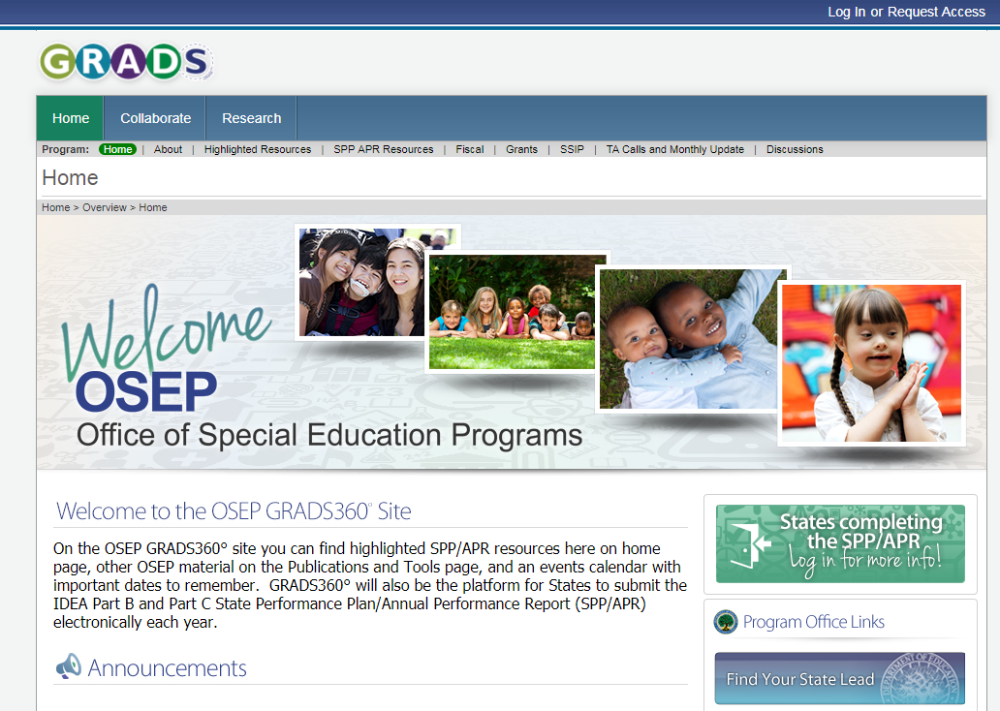 Log In or Request Access
GRADS
Home Collaborate Research
Program: Home | About | Highlighted Resources | SPP APR Resources | Fiscal | Grants | SSIP | TA Calls and Monthly Update | Discussions
Home
Home > Overview > Home
Welcome
OSEP
Office of Special Education Programs
Welcome to the OSEP GRADS360° Site
On the OSEP GRADS360° site you can find highlighted SPP/APR resources here on home
page, other OSEP material on the Publications and Tools page, and an events calendar with
important dates to remember. GRADS360° will also be the platform for States to submit the
IDEA Part B and Part C State Performance Plan/Annual Performance Report (SPP/APR)
electronically each year.
Announcements
States completing
the SPP/APR
Log in for more info!
Program Office Links
Find Your State Lead
DEPARTMENT OF EDUCATION